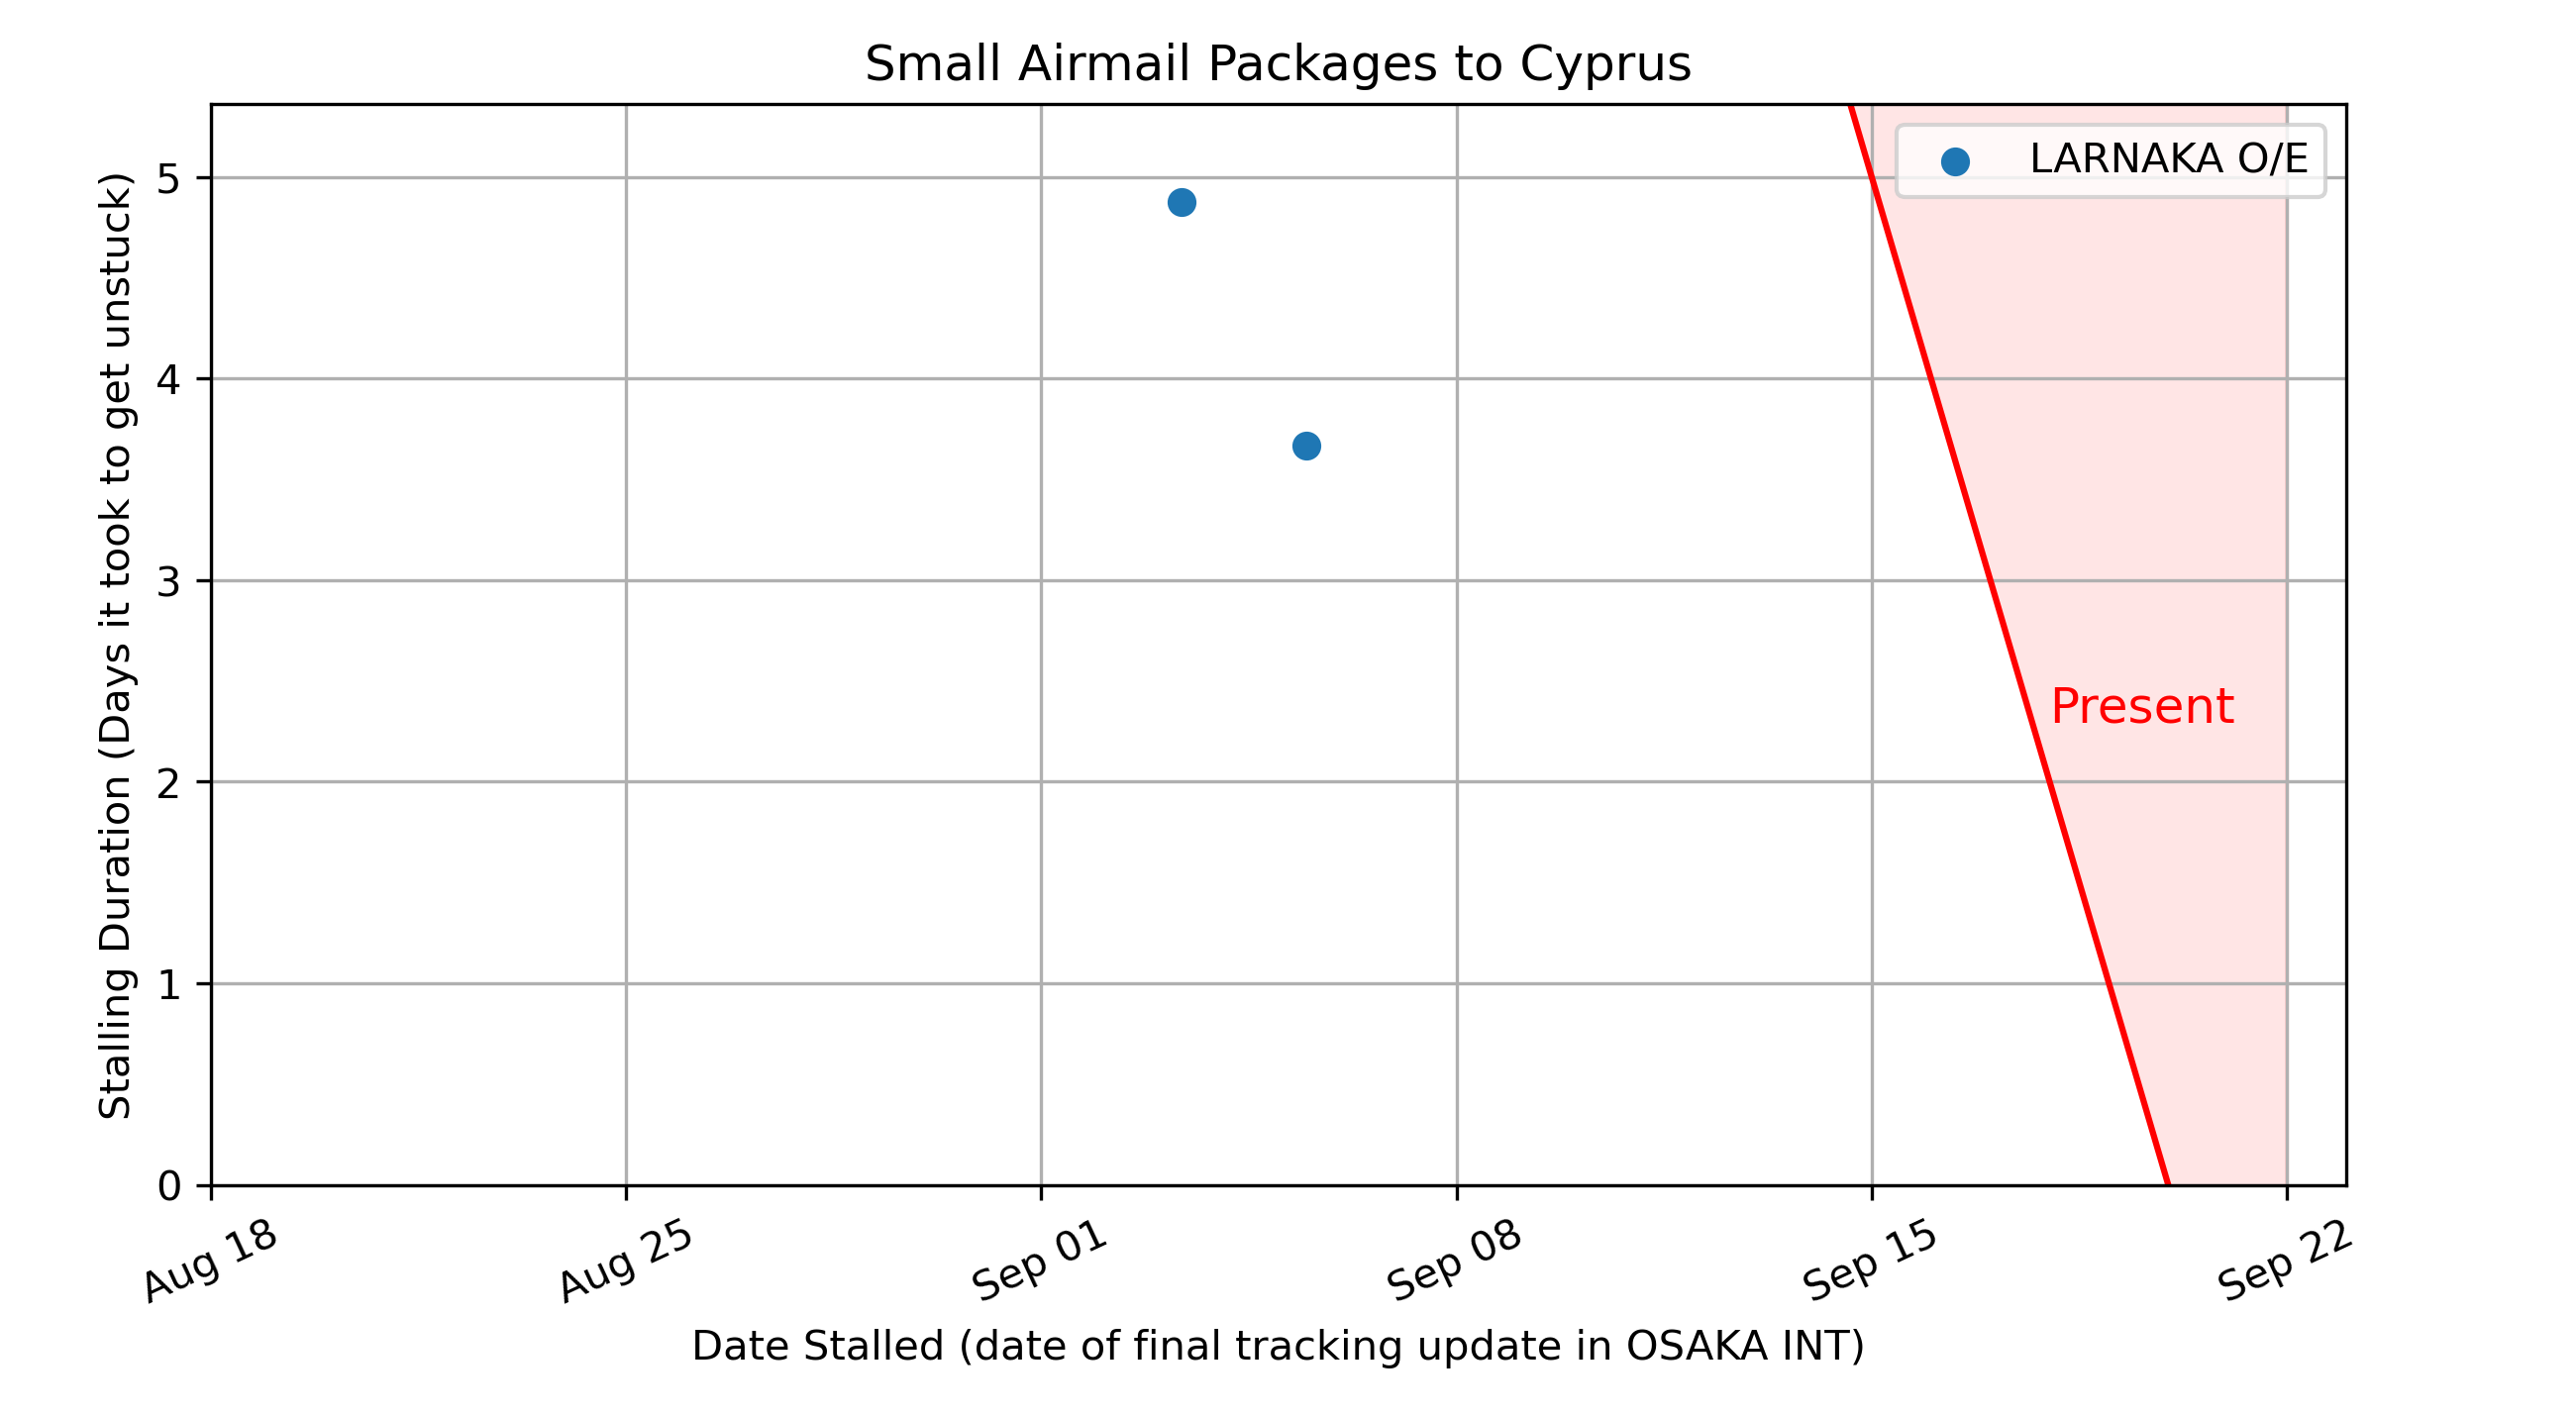 Small Airmail Packages to Cyprus
LARNAKA O/E
Present
Stalling Duration (Days it took to get unstuck)
5
4
3
2
1
0
Aug 18
Aug 25
Sep 01
Sep 08
Sep 15
Sep 22
Date Stalled (date of final tracking update in OSAKA INT)